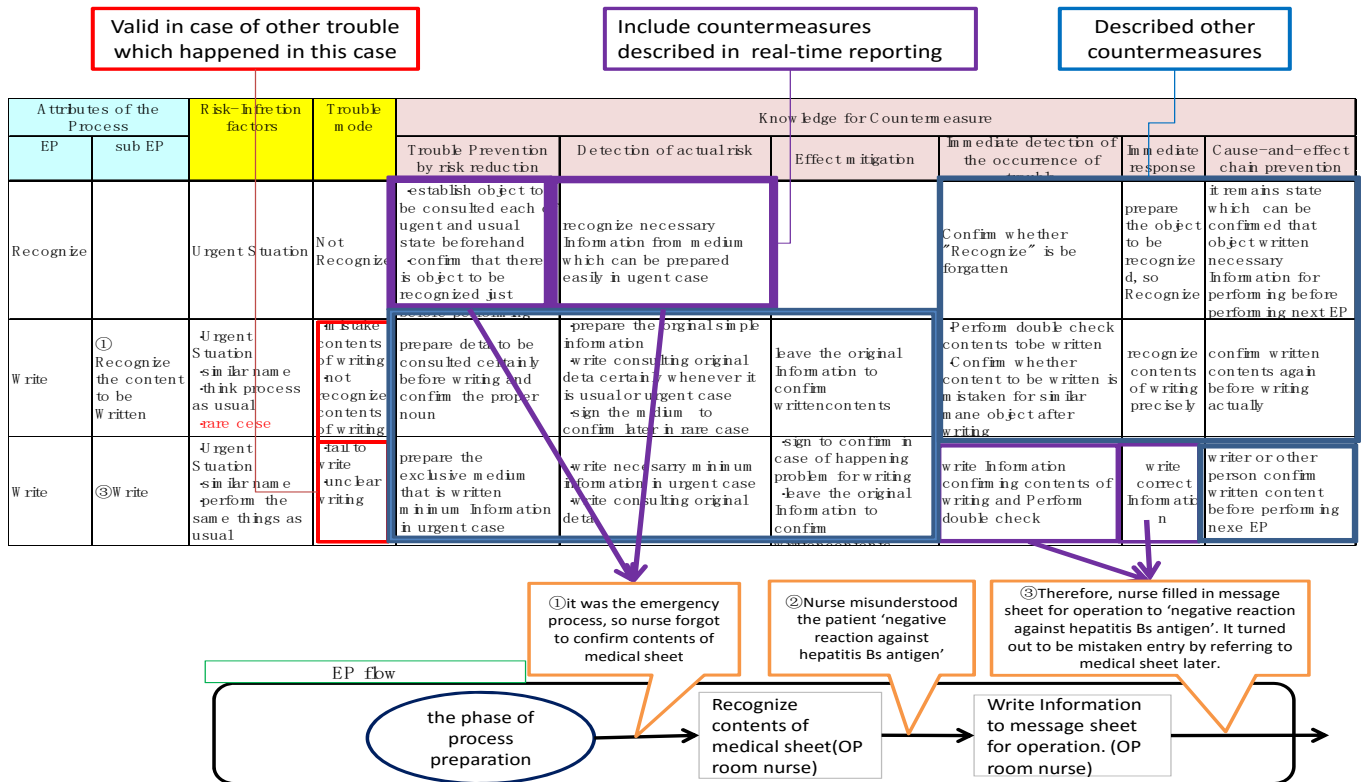 Valid in case of other trouble
which happened in this case
Include countermeasures
described in real-time reporting
Described other
countermeasures
Attributes of the
Process
Risk-Infretion
factors
Trouble
mode
Knowledge for Countermeasure
EP
sub EP
Trouble Prevention
by risk reduction
Detection of actual risk
Effect mitigation
Immediate detection of
the occurrence of
Immediate
response
Cause-and-effect
chain prevention
Recognize
Urgent Stuation
Not
Recognize
•establish object to
be consulted each
ugent and usual
state beforehand
•confirm that there
is object to be
recognized just
before performing
recognize necessary
Information from medium
which can be prepared
easily in ugent case
Confirm whether
"Recognize" is be
forgatten
prepare
the object
to be
recognize
d, so
Recognize
it remains state
which can be
confirmed that
object written
necessary
Information for
performing before
performing next EP
Write
①
Recognize
the content
to be
Written
•Urgent
Stuation
•similar name
•think process
as usual
•rare cese
•mistake
contents
of writing
•not
recognize
contents
of writing
prepare deta to be
consulted certainly
before writing and
confirm the proper
noun
•prepare the orginal simple
information
•write consulting original
deta certainly whenever it
is usual or urgent case
•sign the medium to
confirm later in rare case
leave the original
Information to
confirm
writtencontents
•Perform double check
contents tobe written
•Confirm whether
content to be written is
mistaken for similar
mane object after
writing
recognize
contents
of writing
precisely
confirm written
contents again
before writing
actually
Write
③Write
•Urgent
Stuation
•similar name
•perform the
same things as
usual
•fail to
write
•unclear
writing
prepare the
exclusive medium
that is written
minimum Information
in urgent case
•write necessary minimum
information in urgent case
•write consulting original
deta
•sign to confirm in
case of happening
problem for writing
•leave the original
Information to
confirm
write Information
confirming contents of
writing and Perform
double check
write
correct
Informatio
n
writer or other
person confirm
written content
before performing
nexe EP
①it was the emergency
process, so nurse forgot
to confirm contents of
medical sheet
②Nurse misunderstood
the patient ‘negative
reaction against
hepatitis Bs antigen’
③Therefore, nurse filled in message
sheet for operation to ‘negative reaction
against hepatitis Bs antigen’. It turned
out to be mistaken entry by referring to
medical sheet later.
EP flow
the phase of
process
preparation
Recognize
contents of
medical sheet(OP
room nurse)
Write Information
to message sheet
for operation. (OP
room nurse)